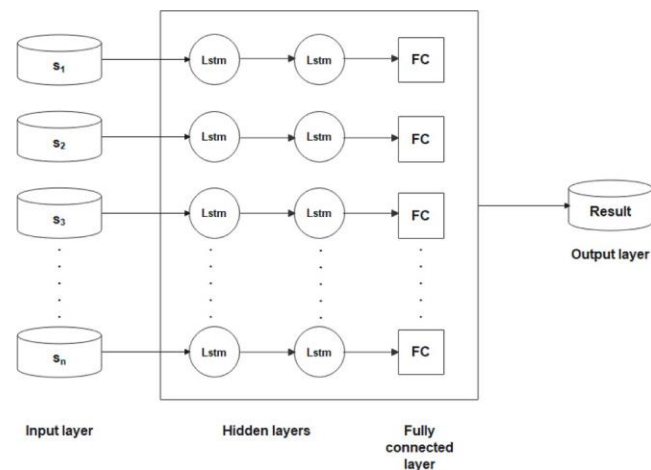 s1 Lstm Lstm FC
s2 Lstm Lstm FC
s3 Lstm Lstm FC
Result
Output layer
sn Lstm Lstm FC
Input layer
Hidden layers
Fully
connected
layer